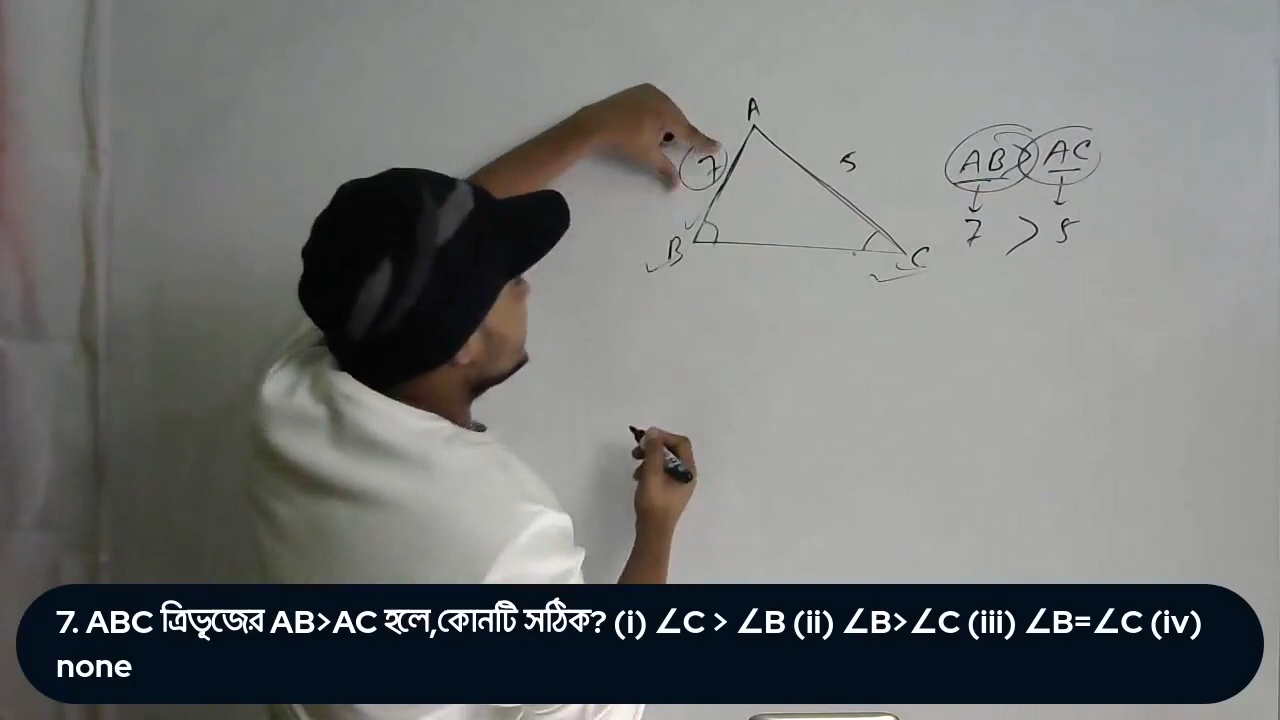 A
7
5
B
C
AB > AC
7 > 5
7. ABC ত্রিভুজের AB>AC হলে,কোনটি সঠিক? (i) ∠C > ∠B (ii) ∠B>∠C (iii) ∠B=∠C (iv)
none